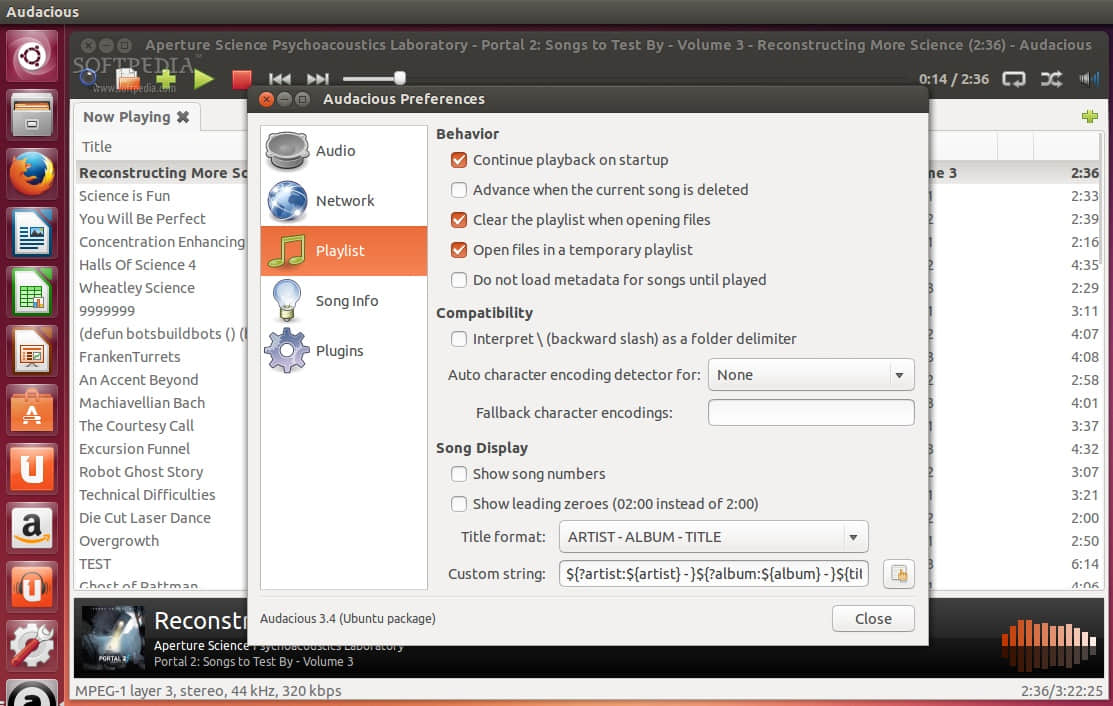 Audacious
Aperture Science Psychoacoustics Laboratory - Portal 2: Songs to Test By - Volume 3 - Reconstructing More Science (2:36) - Audacious
SOFTPEDIA
www.softpedia.com
0:14 / 2:36
Audacious Preferences
Now Playing
Title
Reconstructing More Sc
me 3
2:36
Science is Fun
2:33
You Will Be Perfect
2:39
Concentration Enhancing
2:16
Halls Of Science 4
4:35
Wheatley Science
2:29
9999999
3:11
(defun botsbuildbots () (
4:07
FrankenTurrets
4:08
An Accent Beyond
2:58
Machiavellian Bach
4:01
The Courtesy Call
3:37
Excursion Funnel
4:32
Robot Ghost Story
3:07
Technical Difficulties
3:21
Die Cut Laser Dance
2:00
Overgrowth
2:50
TEST
6:14
Ghost of Rattman
4:06
Audio
Network
Playlist
Song Info
Plugins
Behavior
Continue playback on startup
Advance when the current song is deleted
Clear the playlist when opening files
Open files in a temporary playlist
Do not load metadata for songs until played
Compatibility
Interpret \ (backward slash) as a folder delimiter
Auto character encoding detector for: None
Fallback character encodings:
Song Display
Show song numbers
Show leading zeroes (02:00 instead of 2:00)
Title format: ARTIST - ALBUM - TITLE
Custom string: ${?artist:${artist} - }${?album:${album} - }${tit
Audacious 3.4 (Ubuntu package)
Close
PORTAL 2
Reconstr
Aperture Science Psychoacoustics Laboratory
Portal 2: Songs to Test By - Volume 3
MPEG-1 layer 3, stereo, 44 kHz, 320 kbps
2:36/3:22:25